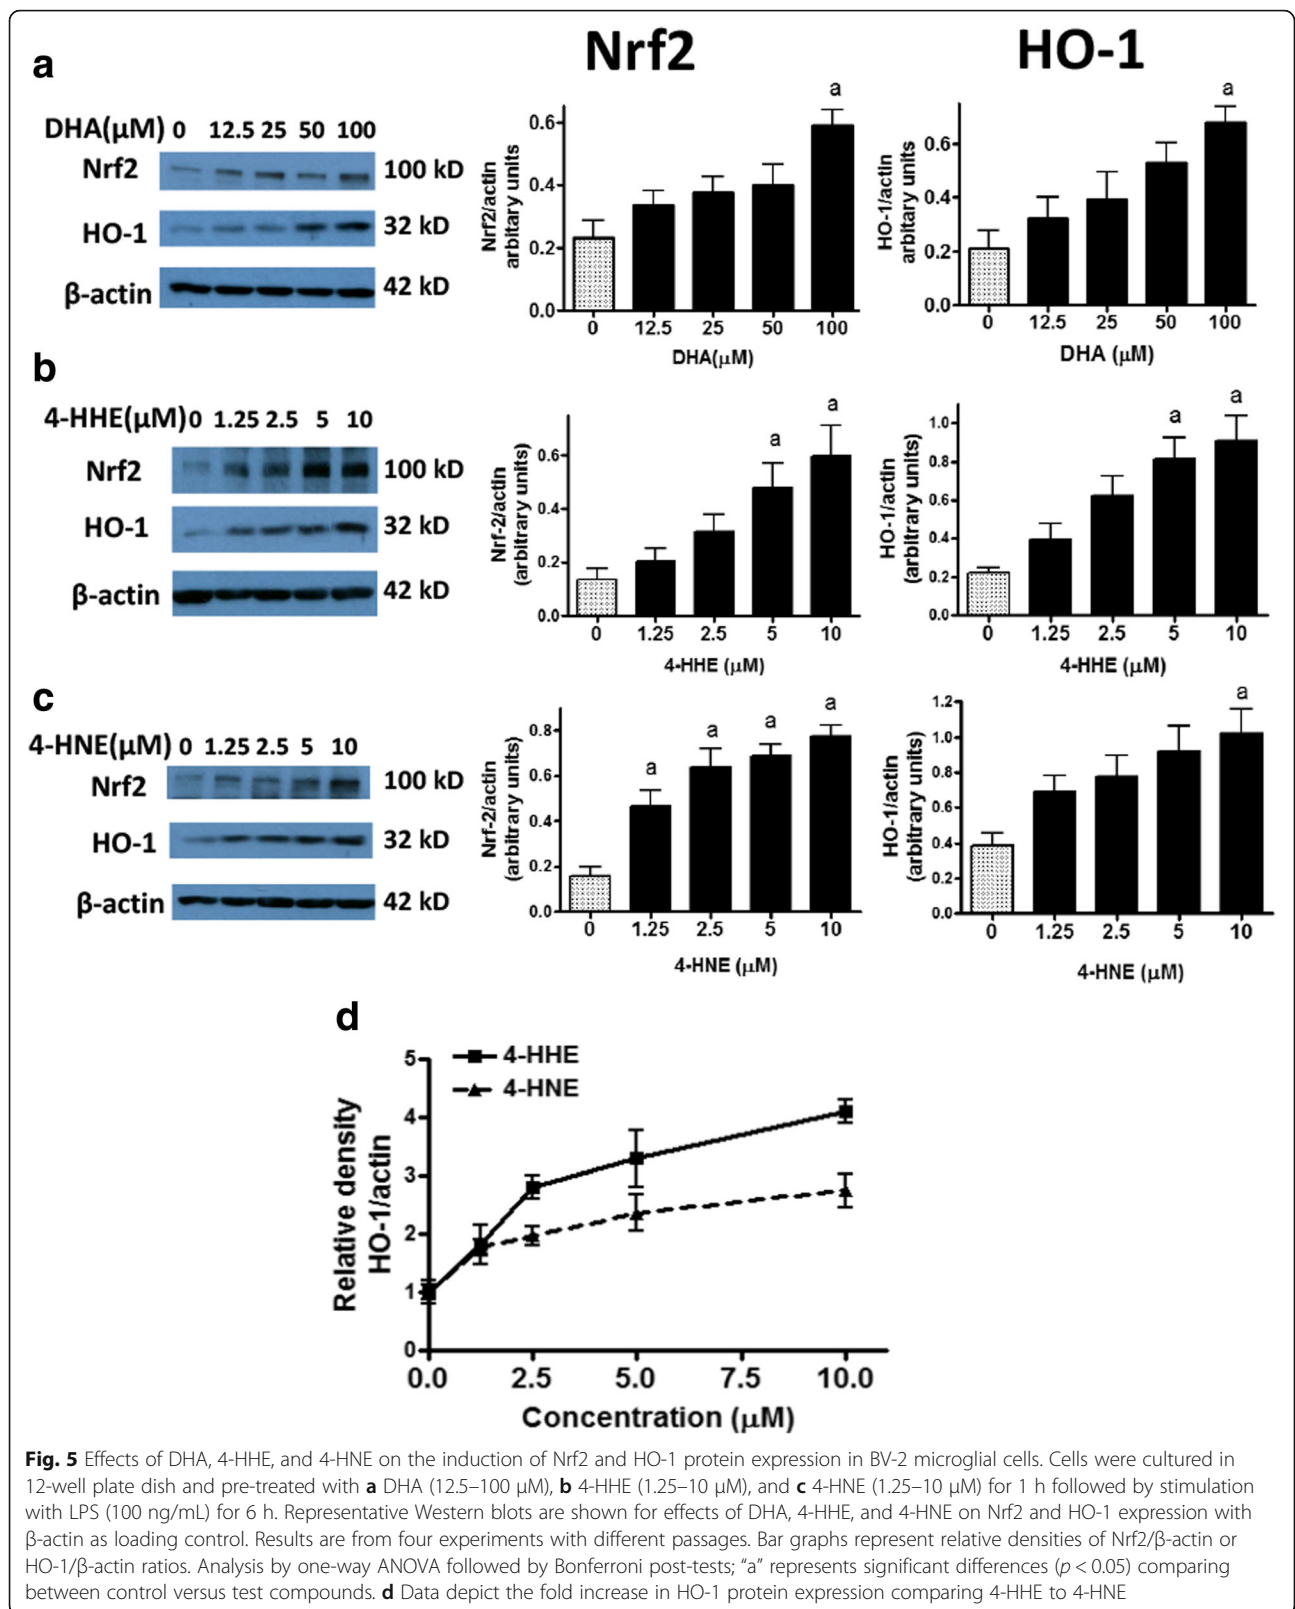 Nrf2
HO-1
a
DHA(μM) 0 12.5 25 50 100
Nrf2 100 kD
HO-1 32 kD
β-actin 42 kD
Nrf2/actin
arbitary units
0.6
0.4
0.2
0.0
a
0 12.5 25 50 100
DHA(μM)
HO-1/actin
arbitary units
0.6
0.4
0.2
0.0
a
0 12.5 25 50 100
DHA (μM)
b
4-HHE(μM) 0 1.25 2.5 5 10
Nrf2 100 kD
HO-1 32 kD
β-actin 42 kD
Nrf-2/actin
(arbitrary units)
0.6
0.4
0.2
0.0
a a
0 1.25 2.5 5 10
4-HHE (μM)
HO-1/actin
(arbitrary units)
1.0
0.8
0.6
0.4
0.2
0.0
a a
0 1.25 2.5 5 10
4-HHE (μM)
c
4-HNE(μM) 0 1.25 2.5 5 10
Nrf2 100 kD
HO-1 32 kD
β-actin 42 kD
Nrf-2/actin
(arbitrary units)
0.8
0.6
0.4
0.2
0.0
a a a a
0 1.25 2.5 5 10
4-HNE (μM)
HO-1/actin
(arbitrary units)
1.2
1.0
0.8
0.6
0.4
0.2
0.0
a
0 1.25 2.5 5 10
4-HNE (μM)
d
4-HHE
4-HNE
Relative density
HO-1/actin
5
4
3
2
1
0
0.0 2.5 5.0 7.5 10.0
Concentration (μM)
Fig. 5 Effects of DHA, 4-HHE, and 4-HNE on the induction of Nrf2 and HO-1 protein expression in BV-2 microglial cells. Cells were cultured in
12-well plate dish and pre-treated with a DHA (12.5–100 μM), b 4-HHE (1.25–10 μM), and c 4-HNE (1.25–10 μM) for 1 h followed by stimulation
with LPS (100 ng/mL) for 6 h. Representative Western blots are shown for effects of DHA, 4-HHE, and 4-HNE on Nrf2 and HO-1 expression with
β-actin as loading control. Results are from four experiments with different passages. Bar graphs represent relative densities of Nrf2/β-actin or
HO-1/β-actin ratios. Analysis by one-way ANOVA followed by Bonferroni post-tests; “a” represents significant differences (p < 0.05) comparing
between control versus test compounds. d Data depict the fold increase in HO-1 protein expression comparing 4-HHE to 4-HNE